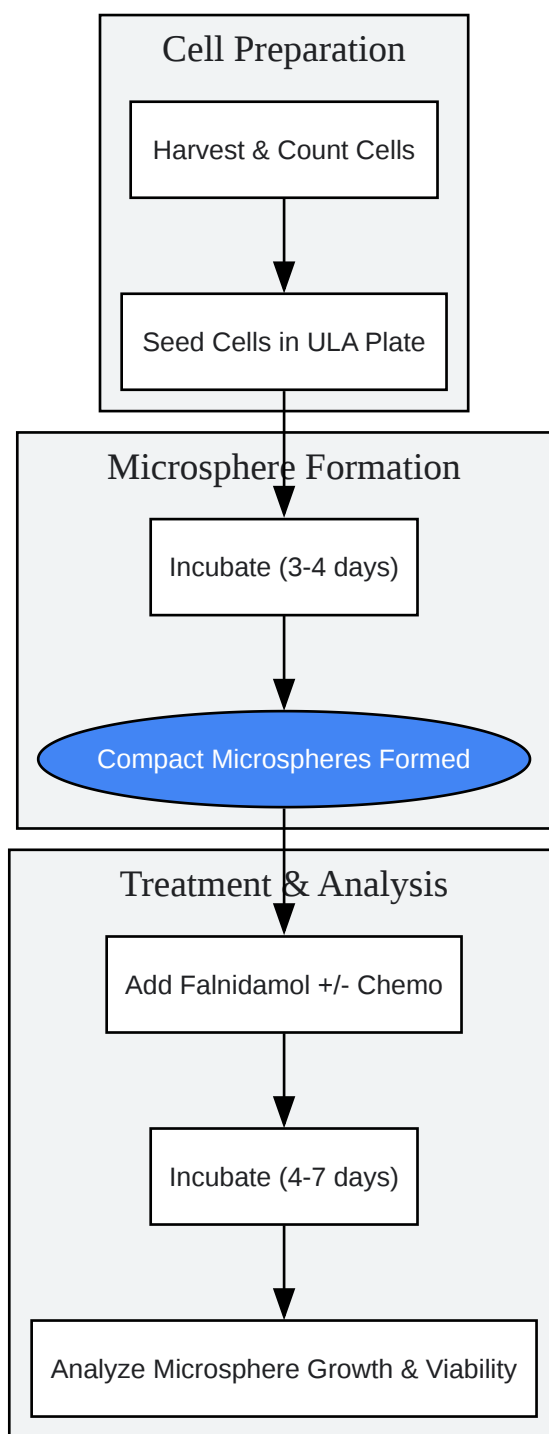 Cell Preparation
Harvest & Count Cells
Seed Cells in ULA Plate
Microsphere Formation
Incubate (3-4 days)
Compact Microspheres Formed
Treatment & Analysis
Add Falnidamol +/- Chemo
Incubate (4-7 days)
Analyze Microsphere Growth & Viability